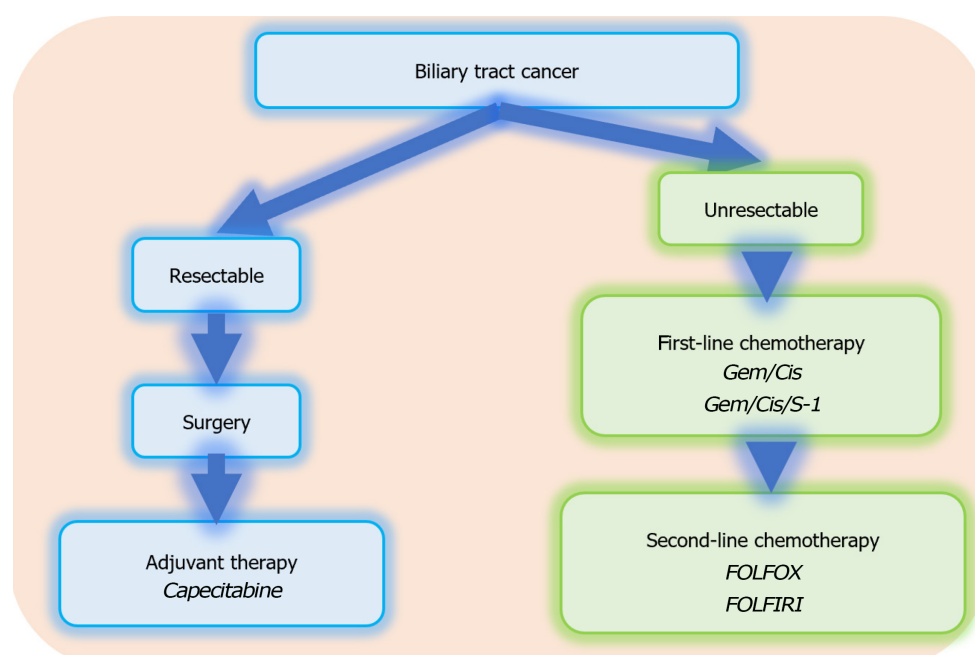 Biliary tract cancer
Unresectable
Resectable
First-line chemotherapy
Gem/Cis
Gem/Cis/S-1
Surgery
Second-line chemotherapy
FOLFOX
FOLFIRI
Adjuvant therapy
Capecitabine